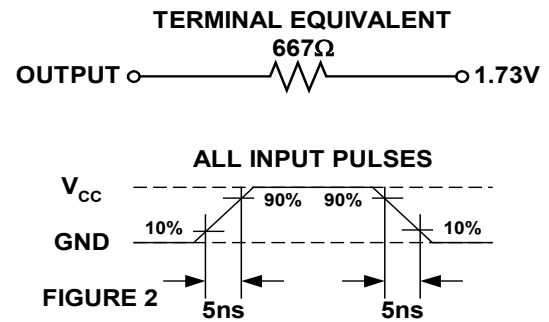 TERMINAL EQUIVALENT
667Ω
OUTPUT 1.73V
ALL INPUT PULSES
VCC
90% 90%
10% 10%
GND
FIGURE 2
5ns 5ns